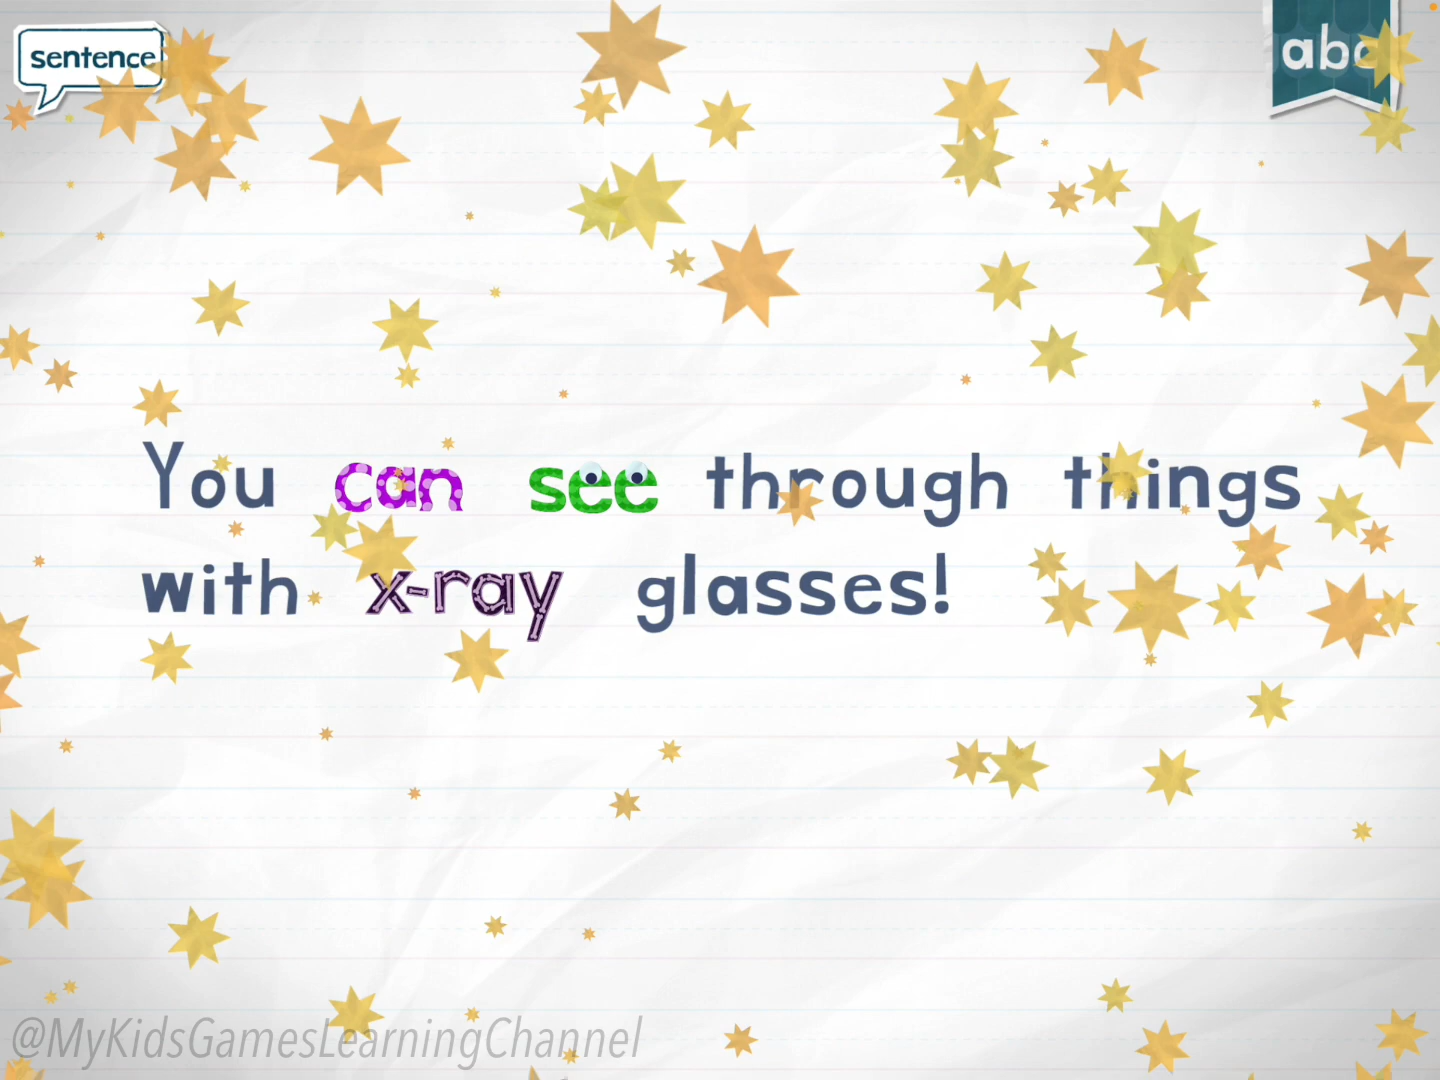 sentence
abc
You can see through things
with x-ray glasses!
@MyKidsGamesLearningChannel